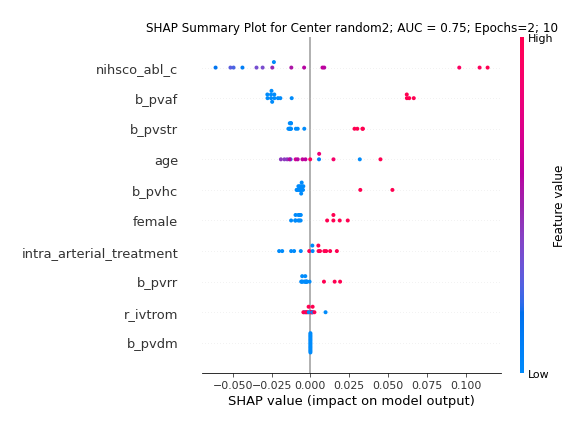 SHAP Summary Plot for Center random2; AUC = 0.75; Epochs=2; 10
High
nihsco_abl_c
b_pvaf
b_pvstr
age
b_pvhc
female
intra_arterial_treatment
b_pvrr
r_ivtrom
b_pvdm
Feature value
Low
−0.050 −0.025 0.000 0.025 0.050 0.075 0.100
SHAP value (impact on model output)